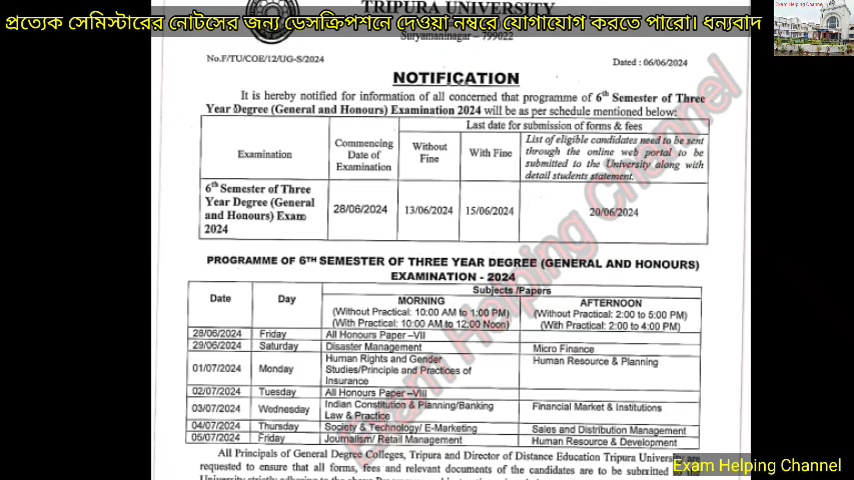 TRIPURA UNIVERSITY
প্রত্যেক সেমিস্টারের নোটসের জন্য ডেসক্রিপশনে দেওয়া নম্বরে যোগাযোগ করতে পারো। ধন্যবাদ
Exam Helping Channel
Suryamaninagar – 799022
No.F/TU/COE/12/UG-S/2024
Dated : 06/06/2024
NOTIFICATION
It is hereby notified for information of all concerned that programme of 6th Semester of Three
Year Degree (General and Honours) Examination 2024 will be as per schedule mentioned below:
Examination
Commencing Date of Examination
Last date for submission of forms & fees
Without Fine
With Fine
List of eligible candidates need to be sent
through the online web portal to be
submitted to the University along with
detail students statement.
6th Semester of Three
Year Degree (General
and Honours) Exam
2024
28/06/2024 13/06/2024 15/06/2024 20/06/2024
PROGRAMME OF 6TH SEMESTER OF THREE YEAR DEGREE (GENERAL AND HONOURS)
EXAMINATION - 2024
Date Day Subjects /Papers
MORNING
(Without Practical: 10:00 AM to 1:00 PM)
(With Practical: 10:00 AM to 12:00 Noon)
AFTERNOON
(Without Practical: 2:00 to 5:00 PM)
(With Practical: 2:00 to 4:00 PM)
28/06/2024 Friday All Honours Paper –VII
29/06/2024 Saturday Disaster Management Micro Finance
01/07/2024 Monday Human Rights and Gender
Studies/Principle and Practices of
Insurance
Human Resource & Planning
02/07/2024 Tuesday All Honours Paper –VIII
03/07/2024 Wednesday Indian Constitution & Planning/Banking
Law & Practice
Financial Market & Institutions
04/07/2024 Thursday Society & Technology/ E-Marketing Sales and Distribution Management
05/07/2024 Friday Journalism/ Retail Management Human Resource & Development
All Principals of General Degree Colleges, Tripura and Director of Distance Education Tripura University are
requested to ensure that all forms, fees and relevant documents of the candidates are to be submitted to the
Exam Helping Channel
Exam Helping Channel